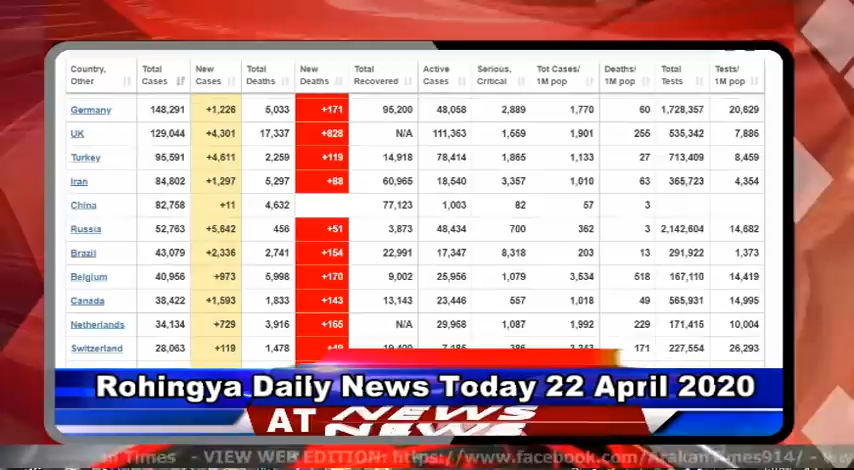 Country, Other Total Cases New Cases Total Deaths New Deaths Total Recovered Active Cases Serious, Critical Tot Cases/ 1M pop Deaths/ 1M pop Total Tests Tests/ 1M pop
Germany 148,291 +1,226 5,033 +171 95,200 48,058 2,889 1,770 60 1,728,357 20,629
UK 129,044 +4,301 17,337 +828 N/A 111,363 1,559 1,901 255 535,342 7,886
Turkey 95,591 +4,611 2,259 +119 14,918 78,414 1,865 1,133 27 713,409 8,459
Iran 84,802 +1,297 5,297 +88 60,965 18,540 3,357 1,010 63 365,723 4,354
China 82,758 +11 4,632 77,123 1,003 82 57 3
Russia 52,763 +5,642 456 +51 3,873 48,434 700 362 3 2,142,604 14,682
Brazil 43,079 +2,336 2,741 +154 22,991 17,347 8,318 203 13 291,922 1,373
Belgium 40,956 +973 5,998 +170 9,002 25,956 1,079 3,534 518 167,110 14,419
Canada 38,422 +1,593 1,833 +143 13,143 23,446 557 1,018 49 565,931 14,995
Netherlands 34,134 +729 3,916 +165 N/A 29,968 1,087 1,992 229 171,415 10,004
Switzerland 28,063 +119 1,478 171 227,554 26,293
Rohingya Daily News Today 22 April 2020
AT NEWS
NEWS
Times - VIEW WEB EDITION: https://www.facebook.com/ArakanTimes914/ -